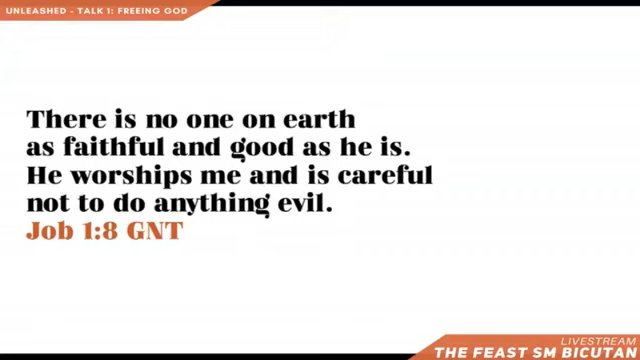 UNLEASHED - TALK 1: FREEING GOD
There is no one on earth
as faithful and good as he is.
He worships me and is careful
not to do anything evil.
Job 1:8 GNT
LIVESTREAM
THE FEAST SM BICUTAN